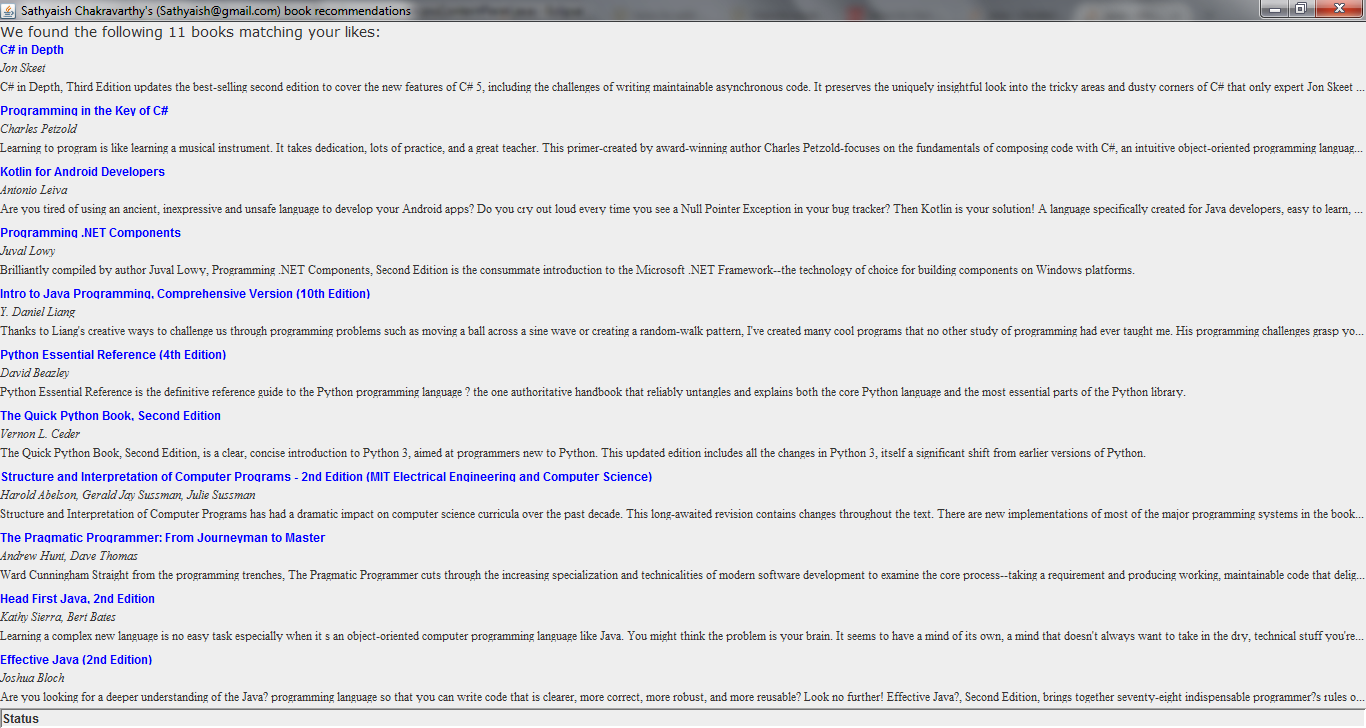 Sathyaish Chakravarthy's (Sathyaish@gmail.com) book recommendations
We found the following 11 books matching your likes:
C# in Depth
Jon Skeet
C# in Depth, Third Edition updates the best-selling second edition to cover the new features of C# 5, including the challenges of writing maintainable asynchronous code. It preserves the uniquely insightful look into the tricky areas and dusty corners of C# that only expert Jon Skeet ...
Programming in the Key of C#
Charles Petzold
Learning to program is like learning a musical instrument. It takes dedication, lots of practice, and a great teacher. This primer-created by award-winning author Charles Petzold-focuses on the fundamentals of composing code with C#, an intuitive object-oriented programming languag...
Kotlin for Android Developers
Antonio Leiva
Are you tired of using an ancient, inexpressive and unsafe language to develop your Android apps? Do you cry out loud every time you see a Null Pointer Exception in your bug tracker? Then Kotlin is your solution! A language specifically created for Java developers, easy to learn, ...
Programming .NET Components
Juval Lowy
Brilliantly compiled by author Juval Lowy, Programming .NET Components, Second Edition is the consummate introduction to the Microsoft .NET Framework--the technology of choice for building components on Windows platforms.
Intro to Java Programming, Comprehensive Version (10th Edition)
Y. Daniel Liang
Thanks to Liang's creative ways to challenge us through programming problems such as moving a ball across a sine wave or creating a random-walk pattern, I've created many cool programs that no other study of programming had ever taught me. His programming challenges grasp yo...
Python Essential Reference (4th Edition)
David Beazley
Python Essential Reference is the definitive reference guide to the Python programming language ? the one authoritative handbook that reliably untangles and explains both the core Python language and the most essential parts of the Python library.
The Quick Python Book, Second Edition
Vernon L. Ceder
The Quick Python Book, Second Edition, is a clear, concise introduction to Python 3, aimed at programmers new to Python. This updated edition includes all the changes in Python 3, itself a significant shift from earlier versions of Python.
Structure and Interpretation of Computer Programs - 2nd Edition (MIT Electrical Engineering and Computer Science)
Harold Abelson, Gerald Jay Sussman, Julie Sussman
Structure and Interpretation of Computer Programs has had a dramatic impact on computer science curricula over the past decade. This long-awaited revision contains changes throughout the text. There are new implementations of most of the major programming systems in the book...
The Pragmatic Programmer: From Journeyman to Master
Andrew Hunt, Dave Thomas
Ward Cunningham Straight from the programming trenches, The Pragmatic Programmer cuts through the increasing specialization and technicalities of modern software development to examine the core process--taking a requirement and producing working, maintainable code that delig...
Head First Java, 2nd Edition
Kathy Sierra, Bert Bates
Learning a complex new language is no easy task especially when it s an object-oriented computer programming language like Java. You might think the problem is your brain. It seems to have a mind of its own, a mind that doesn't always want to take in the dry, technical stuff you're...
Effective Java (2nd Edition)
Joshua Bloch
Are you looking for a deeper understanding of the Java? programming language so that you can write code that is clearer, more correct, more robust, and more reusable? Look no further! Effective Java?, Second Edition, brings together seventy-eight indispensable programmer?s rules o...
Status